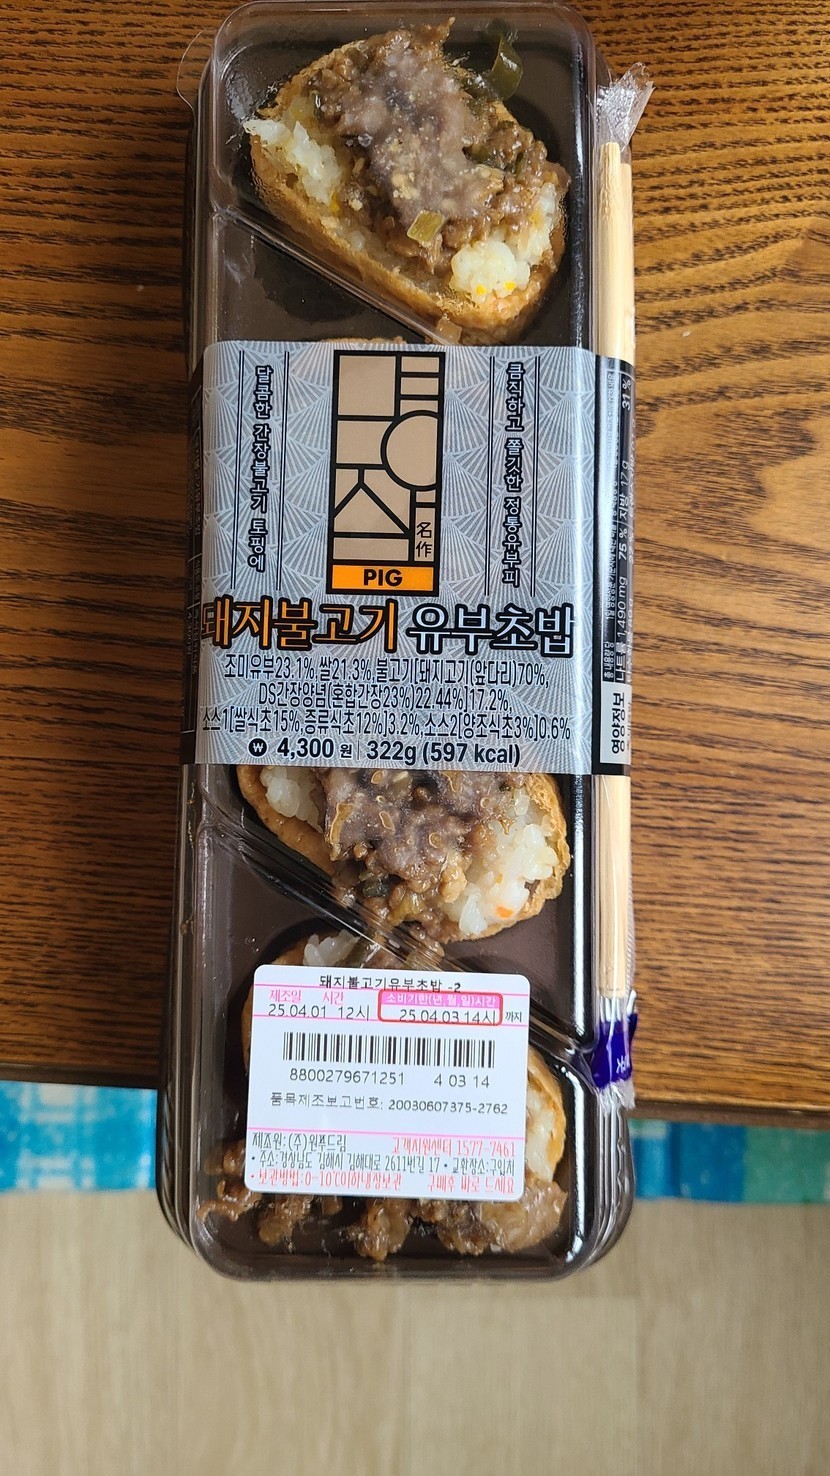 달콤한 간장불고기 토핑에
큼직하고 쫄깃한 정통유부피
名作
PIG
돼지불고기 유부초밥
조미유부23.1%,쌀21.3%,불고기[돼지고기(앞다리)70%,
DS간장양념(혼합간장23%)22.44%]17.2%,
소스1[쌀식초15%,증류식초12%]3.2%,소스2[양조식초3%]0.6%
₩ 4,300 원 | 322g (597 kcal)
영양정보
나트륨 1490 mg 75 % 지방 17 g 31 %
돼지불고기유부초밥 -2
제조일 시간 소비기한(년,월,일)시간
25.04.01 12시 25.04.03 14시 까지
8800279671251 4 03 14
품목제조보고번호: 20030607375-2762
제조원: (주)원푸드림 고객지원센터 1577-7461
• 주소:경상남도 김해시 김해대로 2611번길 17 • 교환장소:구입처
• 보관방법:0~10℃이하냉장보관 구매후 바로 드세요